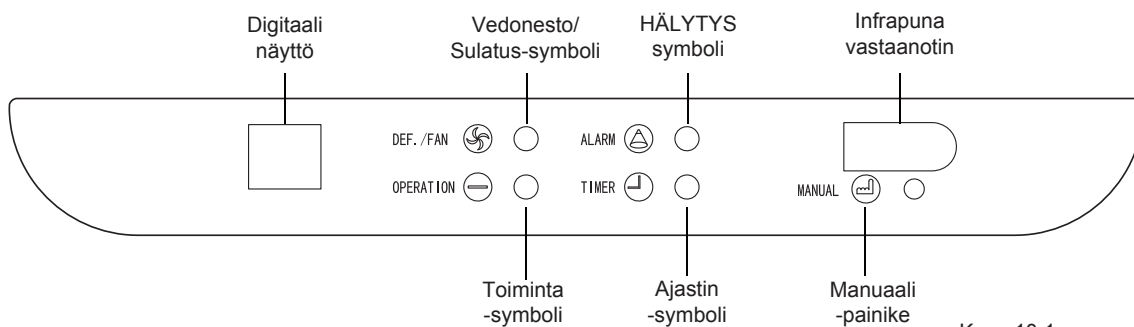 Digitaali
näyttö
Vedonesto/
Sulatus-symboli
HÄLYTYS
symboli
Infrapuna
vastaanotin
DEF./FAN
ALARM
OPERATION
TIMER
MANUAL
Toiminta
-symboli
Ajastin
-symboli
Manuaali
-painike